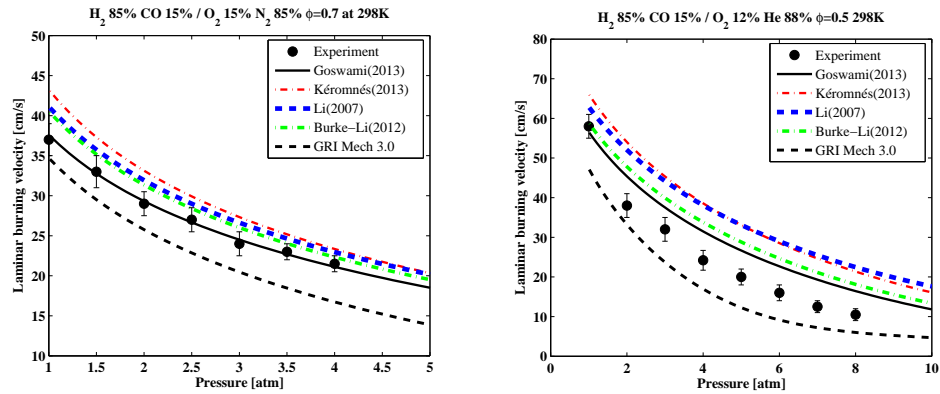 H2 85% CO 15% / O2 15% N2 85% ϕ=0.7 at 298K
50
45
40
35
30
25
20
15
10
Laminar burning velocity [cm/s]
Experiment
Goswami(2013)
Kéromnés(2013)
Li(2007)
Burke−Li(2012)
GRI Mech 3.0
1 1.5 2 2.5 3 3.5 4 4.5 5
Pressure [atm]
H2 85% CO 15% / O2 12% He 88% ϕ=0.5 298K
80
70
60
50
40
30
20
10
0
Laminar burning velocity [cm/s]
Experiment
Goswami(2013)
Kéromnés(2013)
Li(2007)
Burke−Li(2012)
GRI Mech 3.0
0 2 4 6 8 10
Pressure [atm]